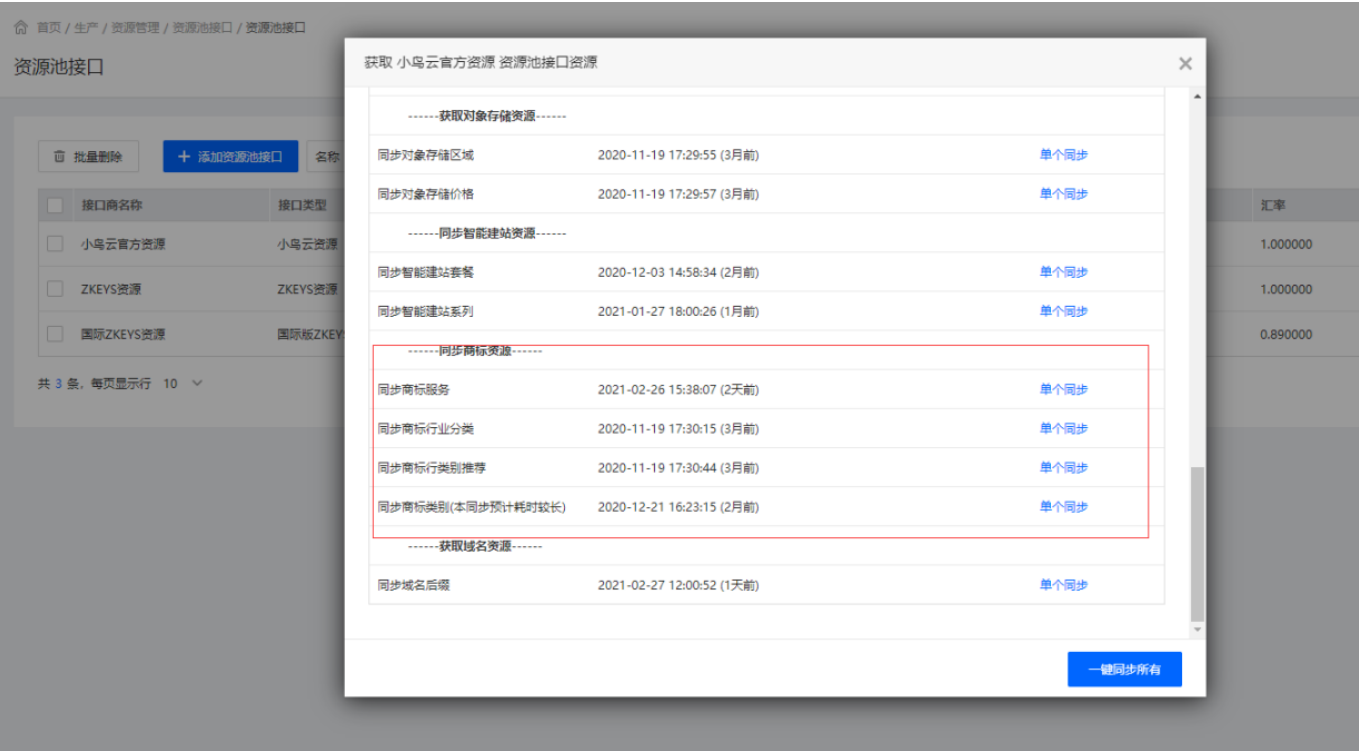 首页 / 生产 / 资源管理 / 资源池接口 / 资源池接口
资源池接口
批量删除
添加资源池接口
名称
接口商名称 接口类型 汇率
小鸟云官方资源 小鸟云资源 1.000000
ZKEYS资源 ZKEYS资源 1.000000
国际ZKEYS资源 国际版ZKEY 0.890000
共 3 条，每页显示行 10
获取 小鸟云官方资源 资源池接口资源
------获取对象存储资源------
同步对象存储区域 2020-11-19 17:29:55 (3月前) 单个同步
同步对象存储价格 2020-11-19 17:29:57 (3月前) 单个同步
------同步智能建站资源------
同步智能建站套餐 2020-12-03 14:58:34 (2月前) 单个同步
同步智能建站系列 2021-01-27 18:00:26 (1月前) 单个同步
------同步商标资源------
同步商标服务 2021-02-26 15:38:07 (2天前) 单个同步
同步商标行业分类 2020-11-19 17:30:15 (3月前) 单个同步
同步商标行类别推荐 2020-11-19 17:30:44 (3月前) 单个同步
同步商标类别(本同步预计耗时较长) 2020-12-21 16:23:15 (2月前) 单个同步
------获取域名资源------
同步域名后缀 2021-02-27 12:00:52 (1天前) 单个同步
一键同步所有